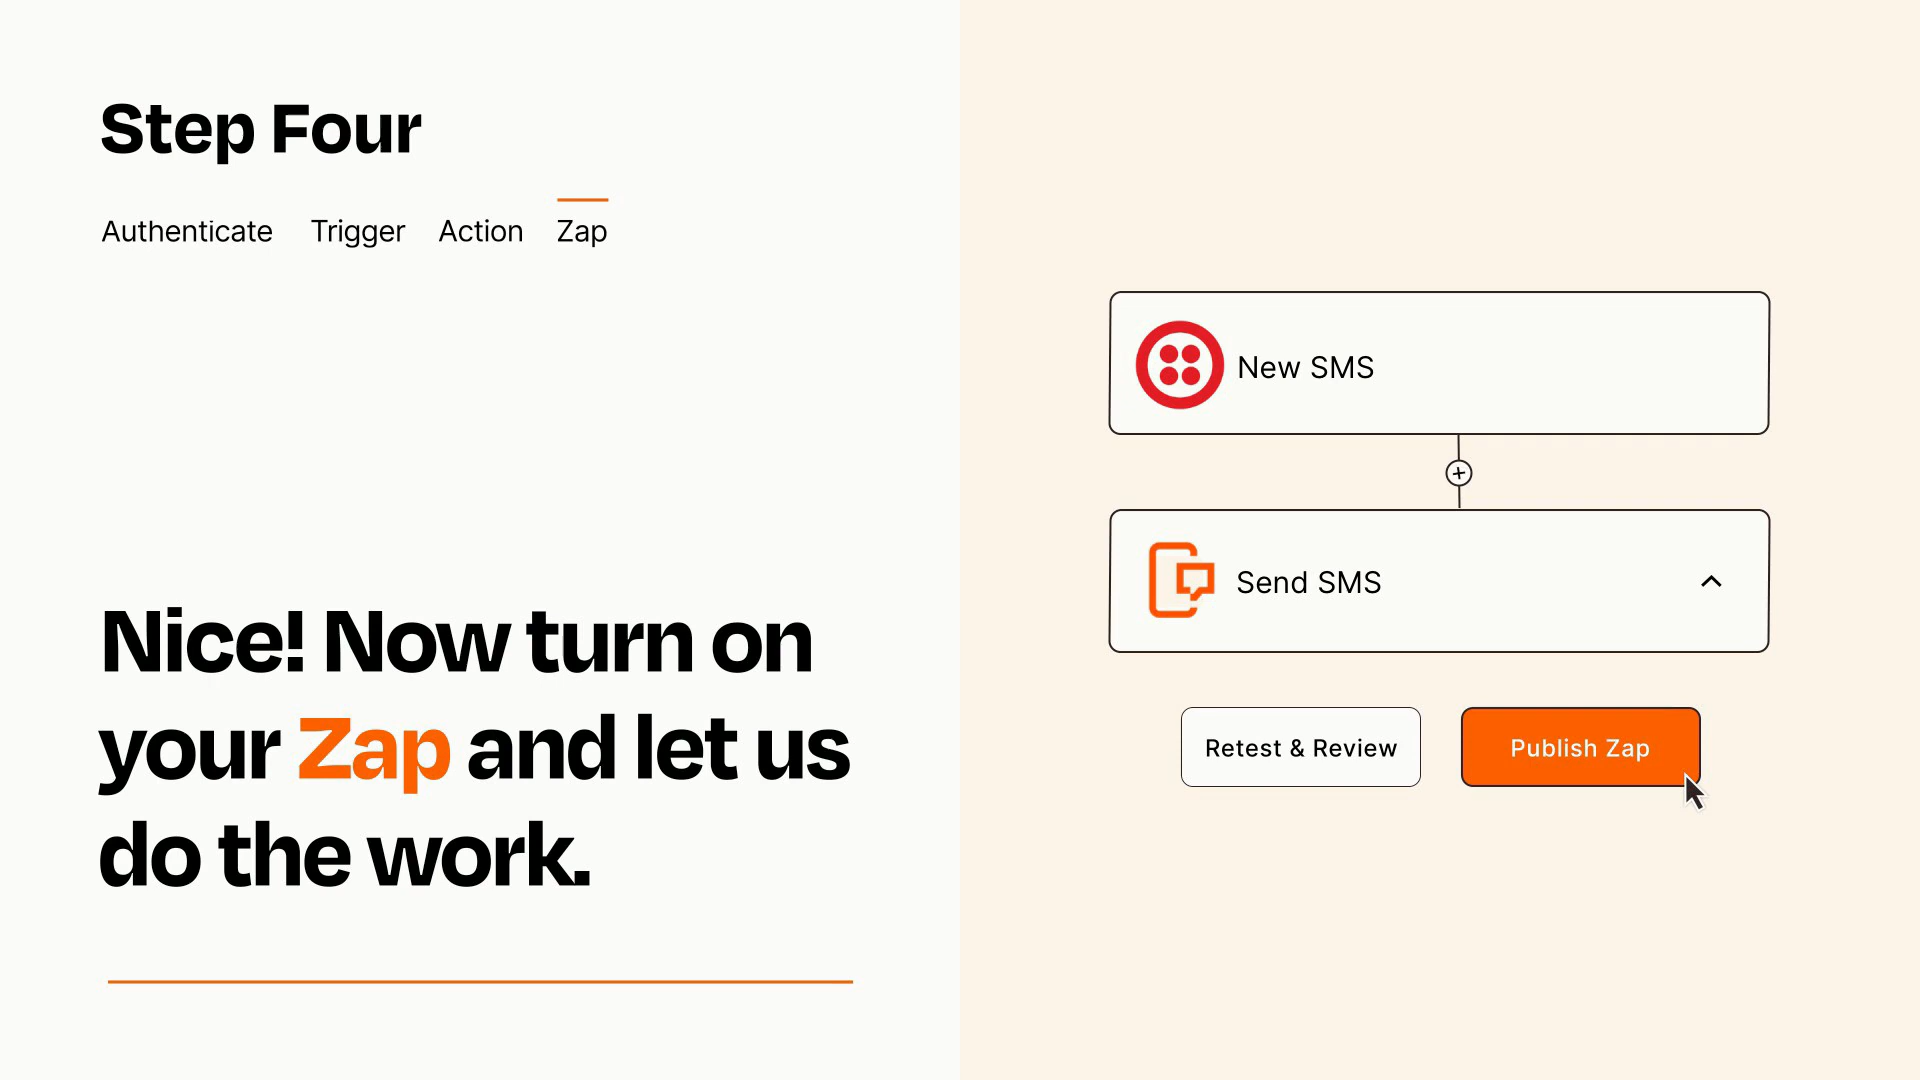 Step Four
Authenticate Trigger Action Zap
Nice! Now turn on
your Zap and let us
do the work.
New SMS
Send SMS
Retest & Review
Publish Zap